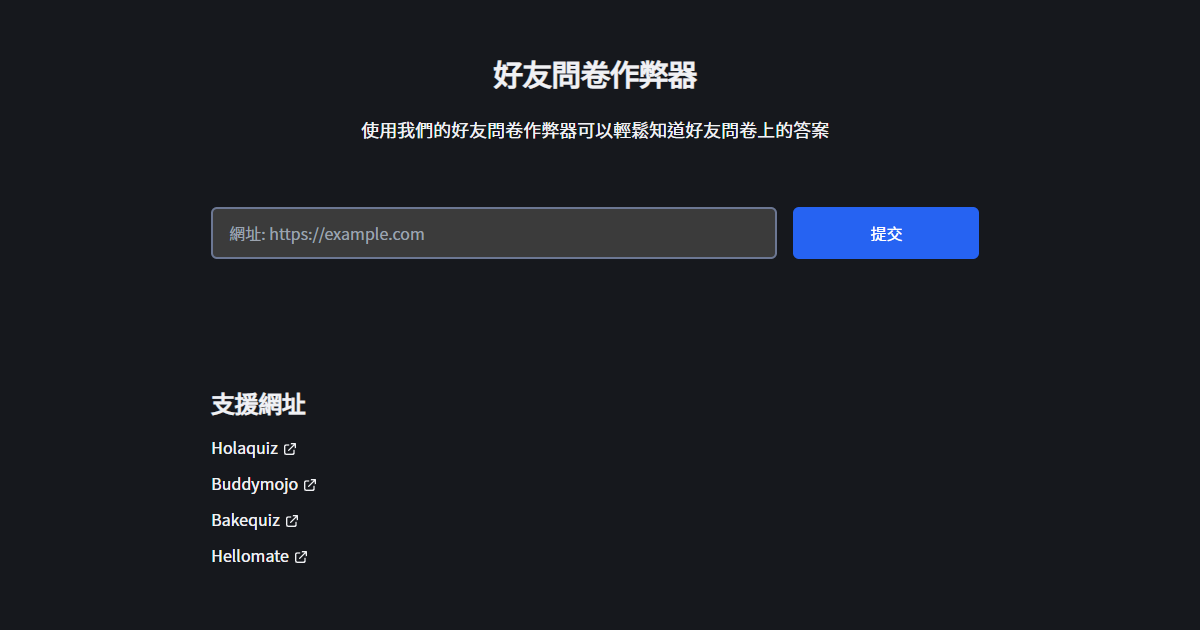 好友問卷作弊器
使用我們的好友問卷作弊器可以輕鬆知道好友問卷上的答案
網址: https://example.com
提交
支援網址
Holaquiz
Buddymojo
Bakequiz
Hellomate